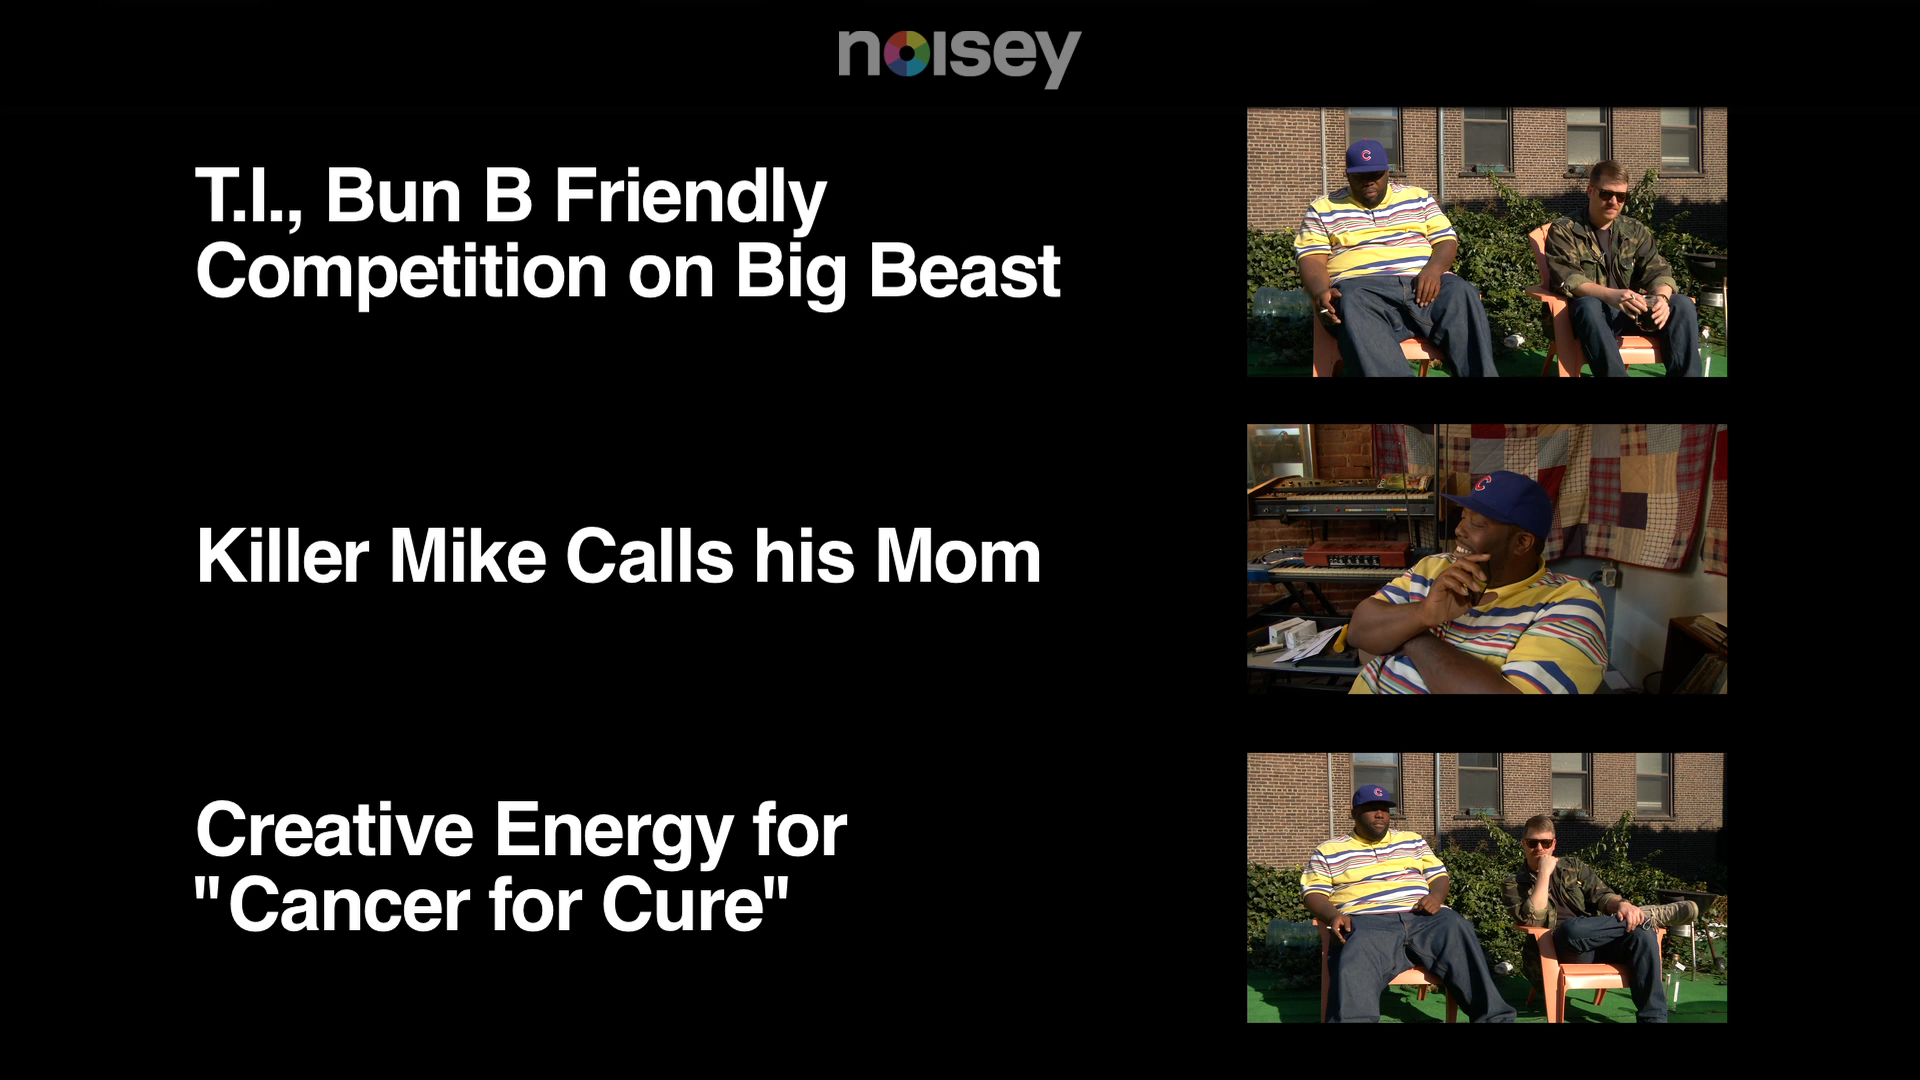 noisey
T.I., Bun B Friendly
Competition on Big Beast
Killer Mike Calls his Mom
Creative Energy for
"Cancer for Cure"
C
C
C